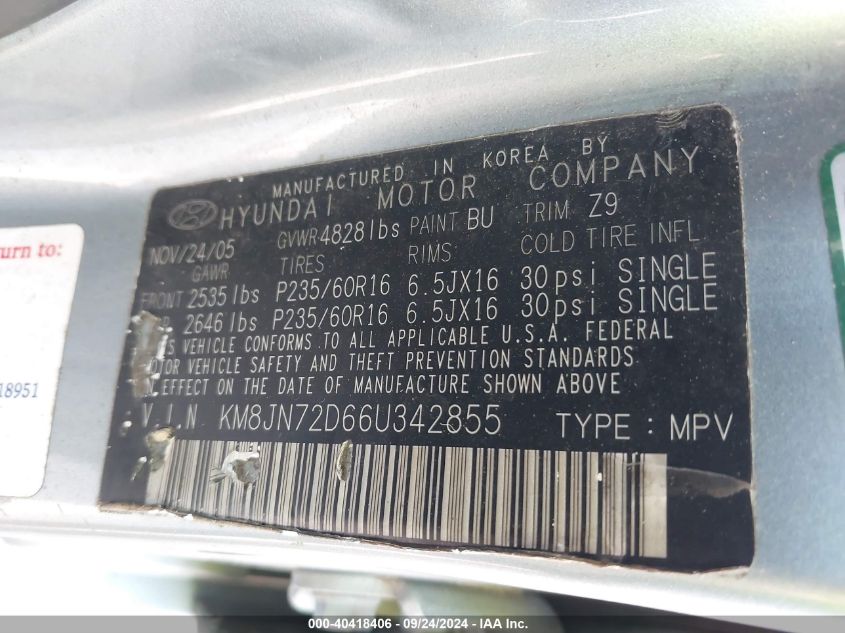 MANUFACTURED IN KOREA BY
HYUNDAI MOTOR COMPANY
NOV/24/05 GVWR 4828 lbs PAINT BU TRIM Z9
GAWR TIRES RIMS COLD TIRE INFL
FRONT 2535 lbs P235/60R16 6.5JX16 30psi SINGLE
2646 lbs P235/60R16 6.5JX16 30psi SINGLE
VEHICLE CONFORMS TO ALL APPLICABLE U.S.A. FEDERAL
MOTOR VEHICLE SAFETY AND THEFT PREVENTION STANDARDS
EFFECT ON THE DATE OF MANUFACTURE SHOWN ABOVE
VIN KM8JN72D66U342855 TYPE : MPV
urn to:
18951
000-40418406 - 09/24/2024 - IAA Inc.